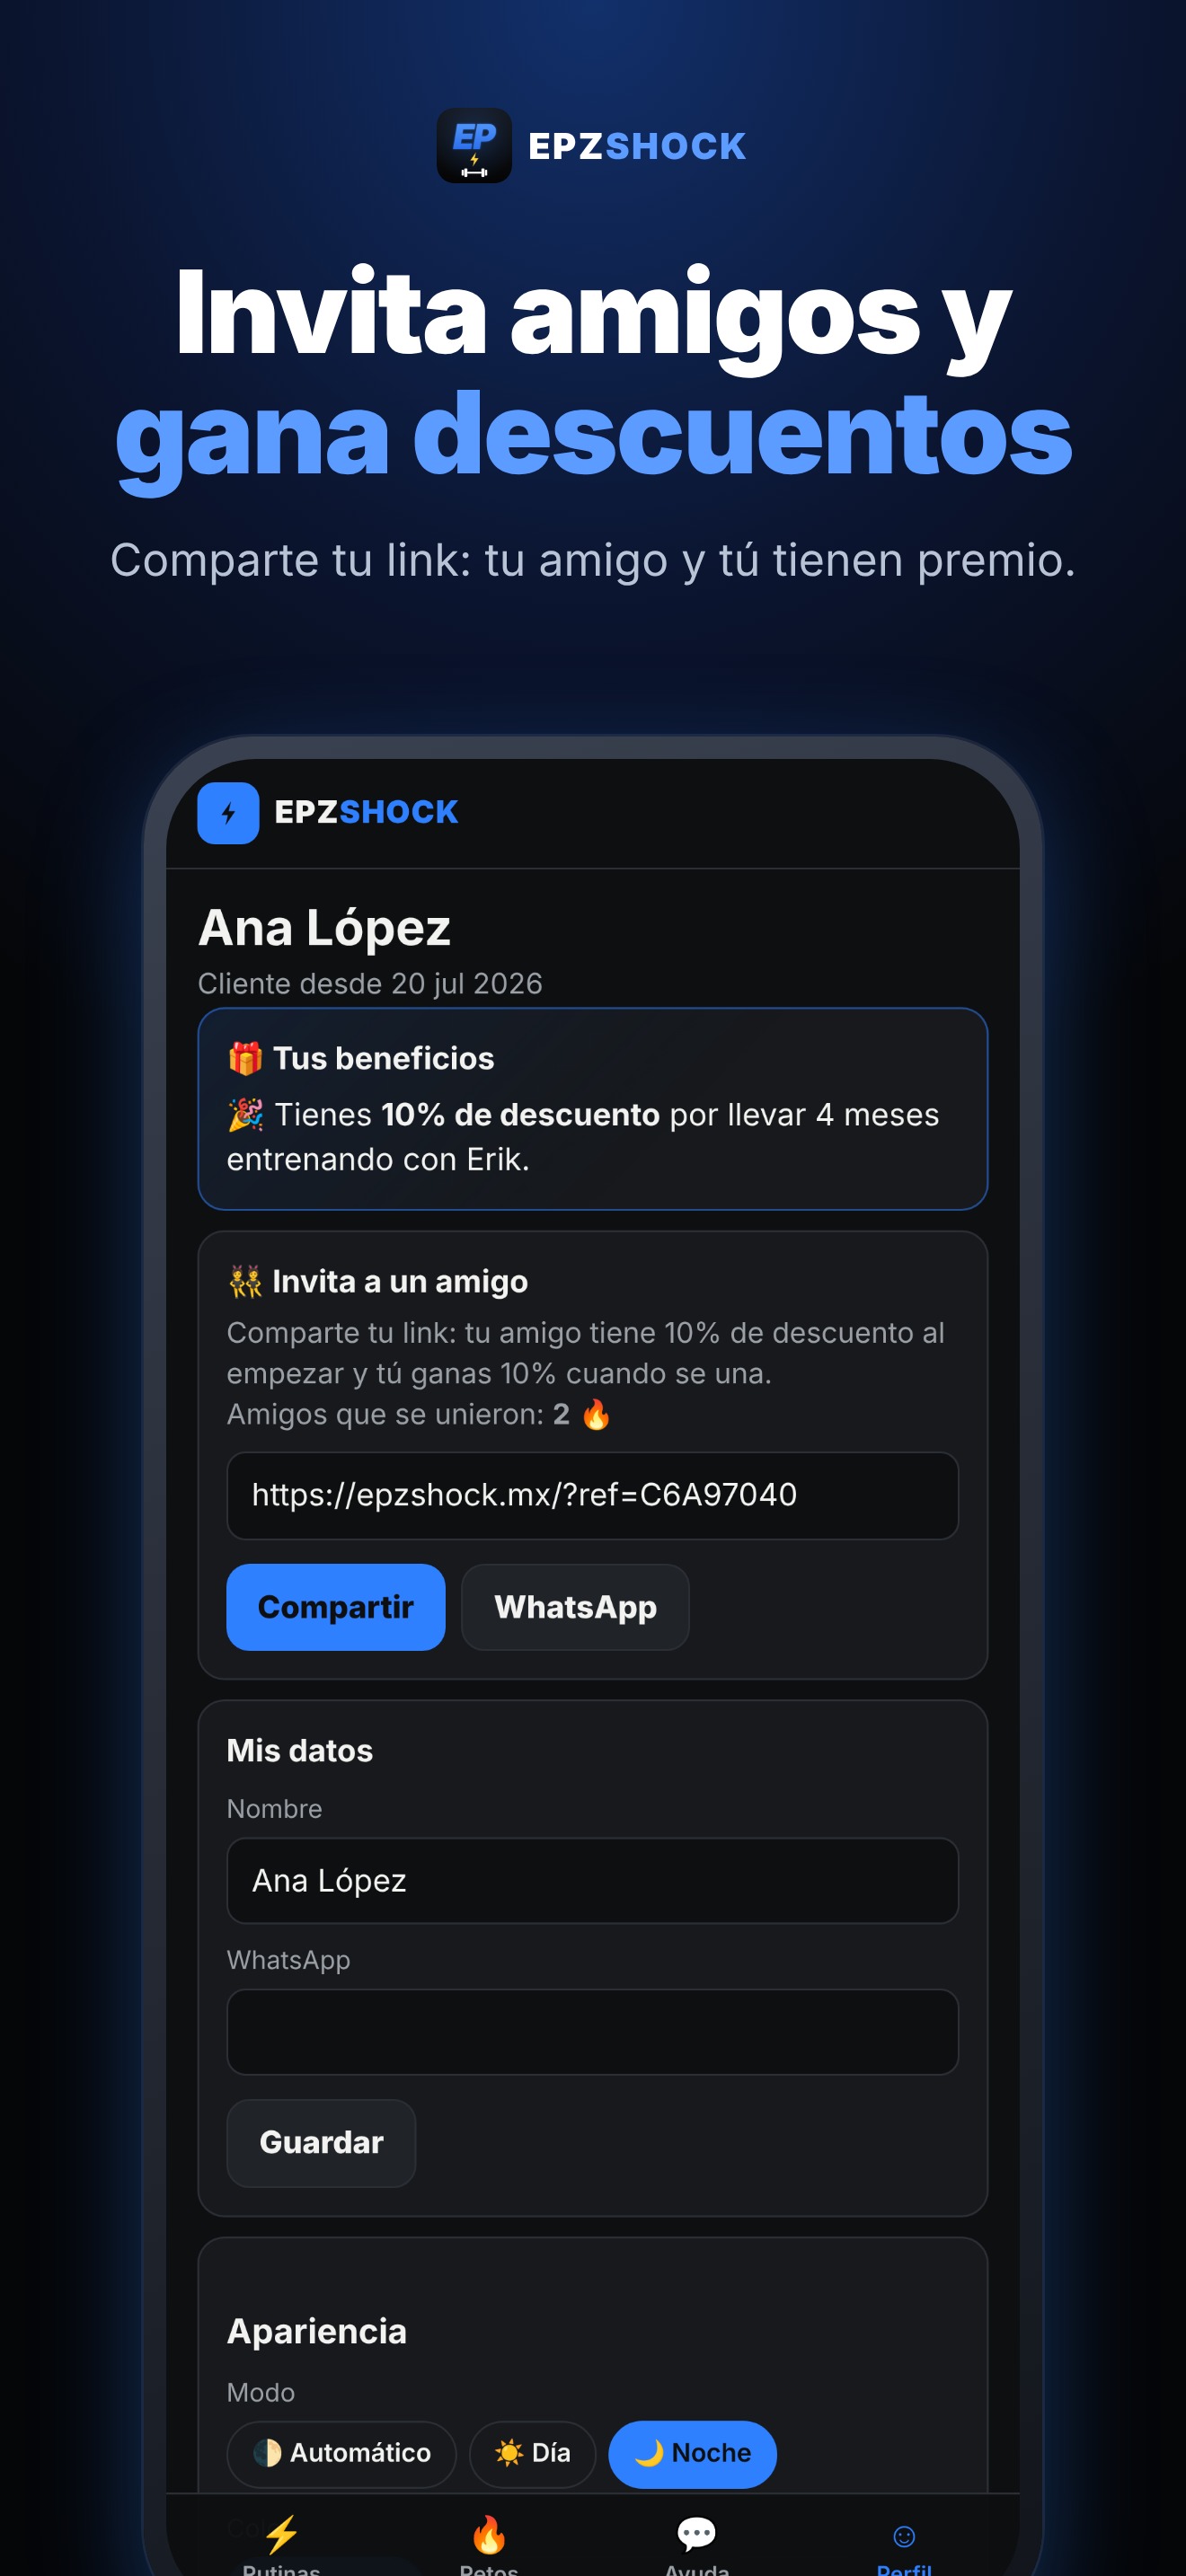 EP
EPZSHOCK
Invita amigos y
gana descuentos
Comparte tu link: tu amigo y tú tienen premio.
EPZSHOCK
Ana López
Cliente desde 20 jul 2026
🎁 Tus beneficios
🎉 Tienes 10% de descuento por llevar 4 meses
entrenando con Erik.
👯 Invita a un amigo
Comparte tu link: tu amigo tiene 10% de descuento al
empezar y tú ganas 10% cuando se una.
Amigos que se unieron: 2 🔥
https://epzshock.mx/?ref=C6A97040
Compartir WhatsApp
Mis datos
Nombre
Ana López
WhatsApp
Guardar
Apariencia
Modo
🌓 Automático ☀️ Día 🌙 Noche
Rutinas Retos Ayuda Perfil